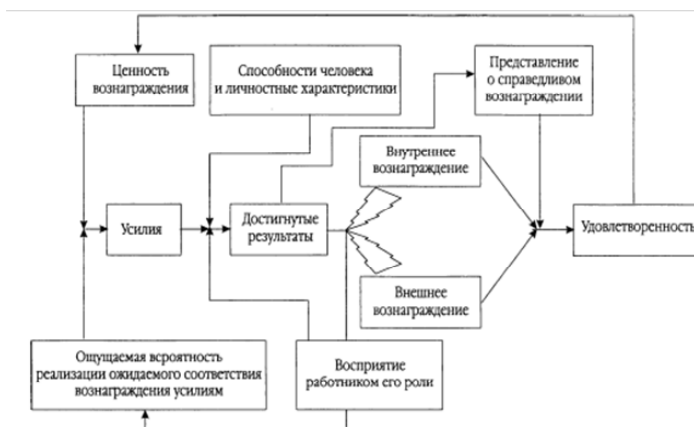 Ценность
вознаграждения
Способности человека
и личностные характеристики
Представление
о справедливом
вознаграждении
Внутреннее
вознаграждение
Усилия
Достигнутые
результаты
Удовлетворенность
Внешнее
вознаграждение
Ощущаемая вероятность
реализации ожидаемого соответствия
вознаграждения усилиям
Восприятие
работником его роли